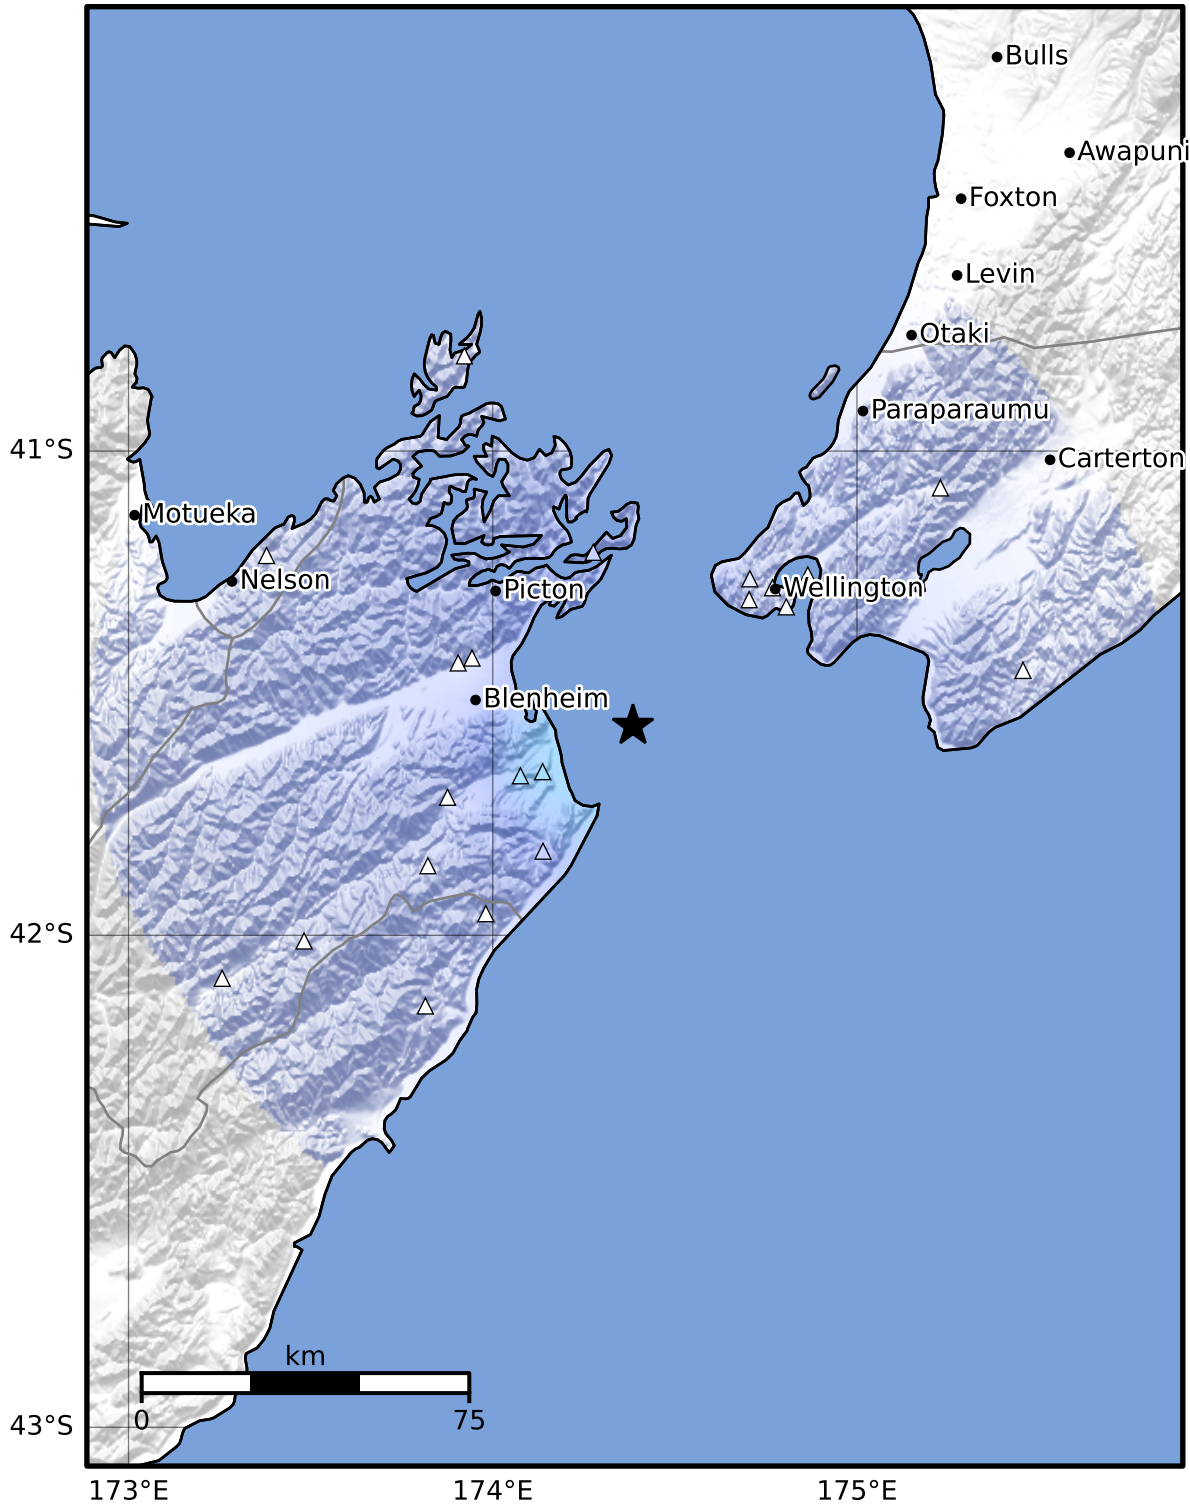 Bulls
Awapuni
Foxton
Levin
Otaki
Paraparaumu
41°S
Carterton
Motueka
Nelson
Picton
Wellington
Blenheim
42°S
km
0
75
43°S
173°E
174°E
175°E